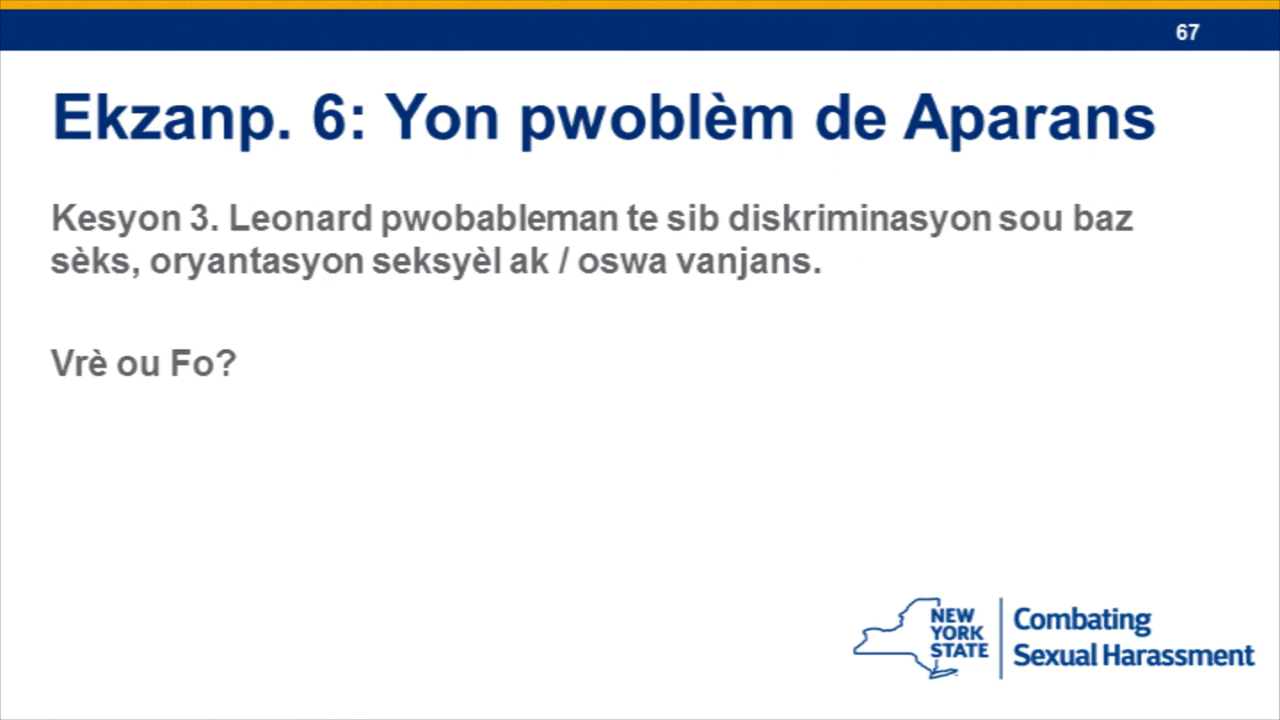 67
Ekzanp. 6: Yon pwoblèm de Aparans
Kesyon 3. Leonard pwobableman te sib diskriminasyon sou baz
sèks, oryantasyon seksyèl ak / oswa vanjans.
Vrè ou Fo?
NEW
YORK
STATE
Combating
Sexual Harassment